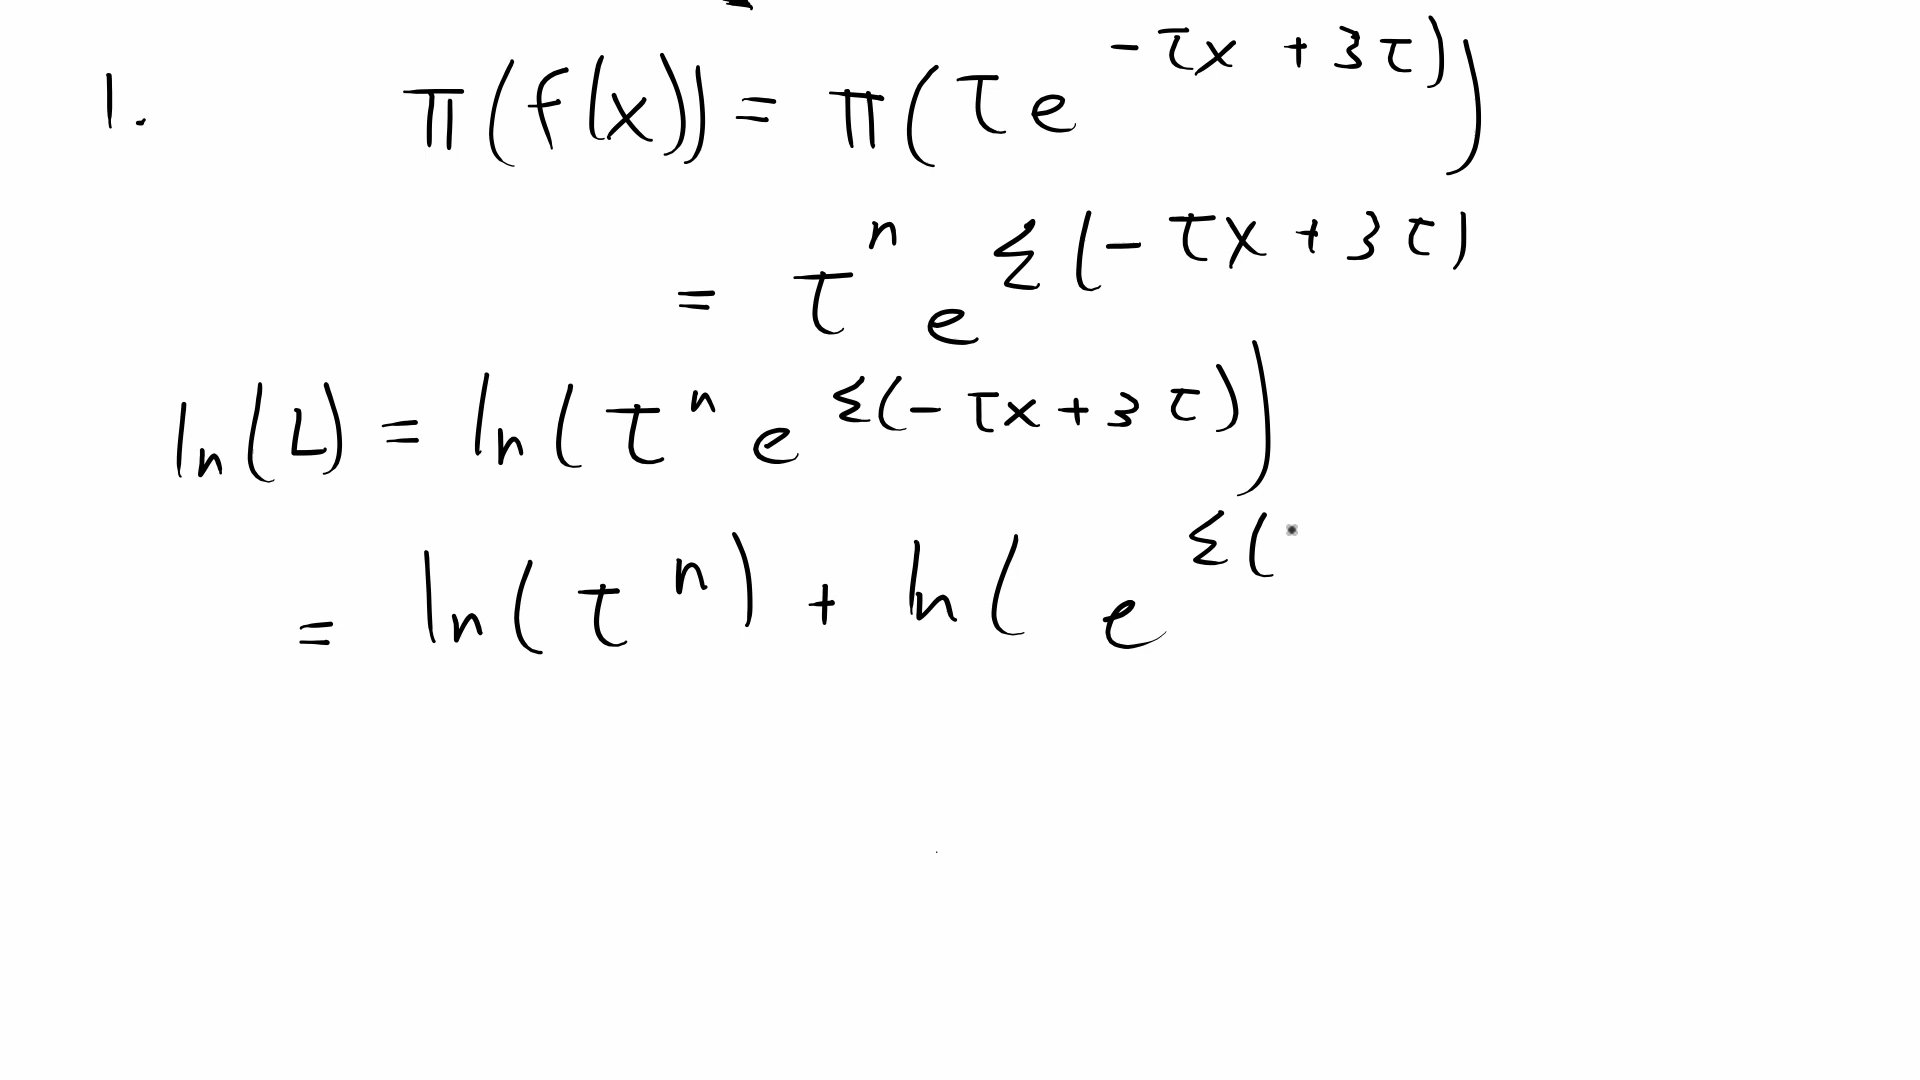 1. π(f(x)) = π(τe^{-τx + 3τ)})
= τ^n e^{Σ(-τx + 3τ)}
ln(L) = ln(τ^n e^{Σ(-τx + 3τ)})
= ln(τ^n) + ln( e^{Σ(